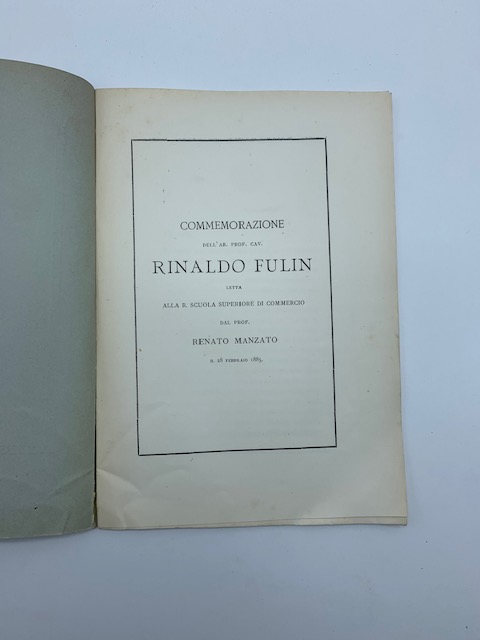 COMMEMORAZIONE
DELL'AB. PROF. CAV.
RINALDO FULIN
LETTA
ALLA R. SCUOLA SUPERIORE DI COMMERCIO
DAL PROF.
RENATO MANZATO
IL 28 FEBBRAIO 1885.